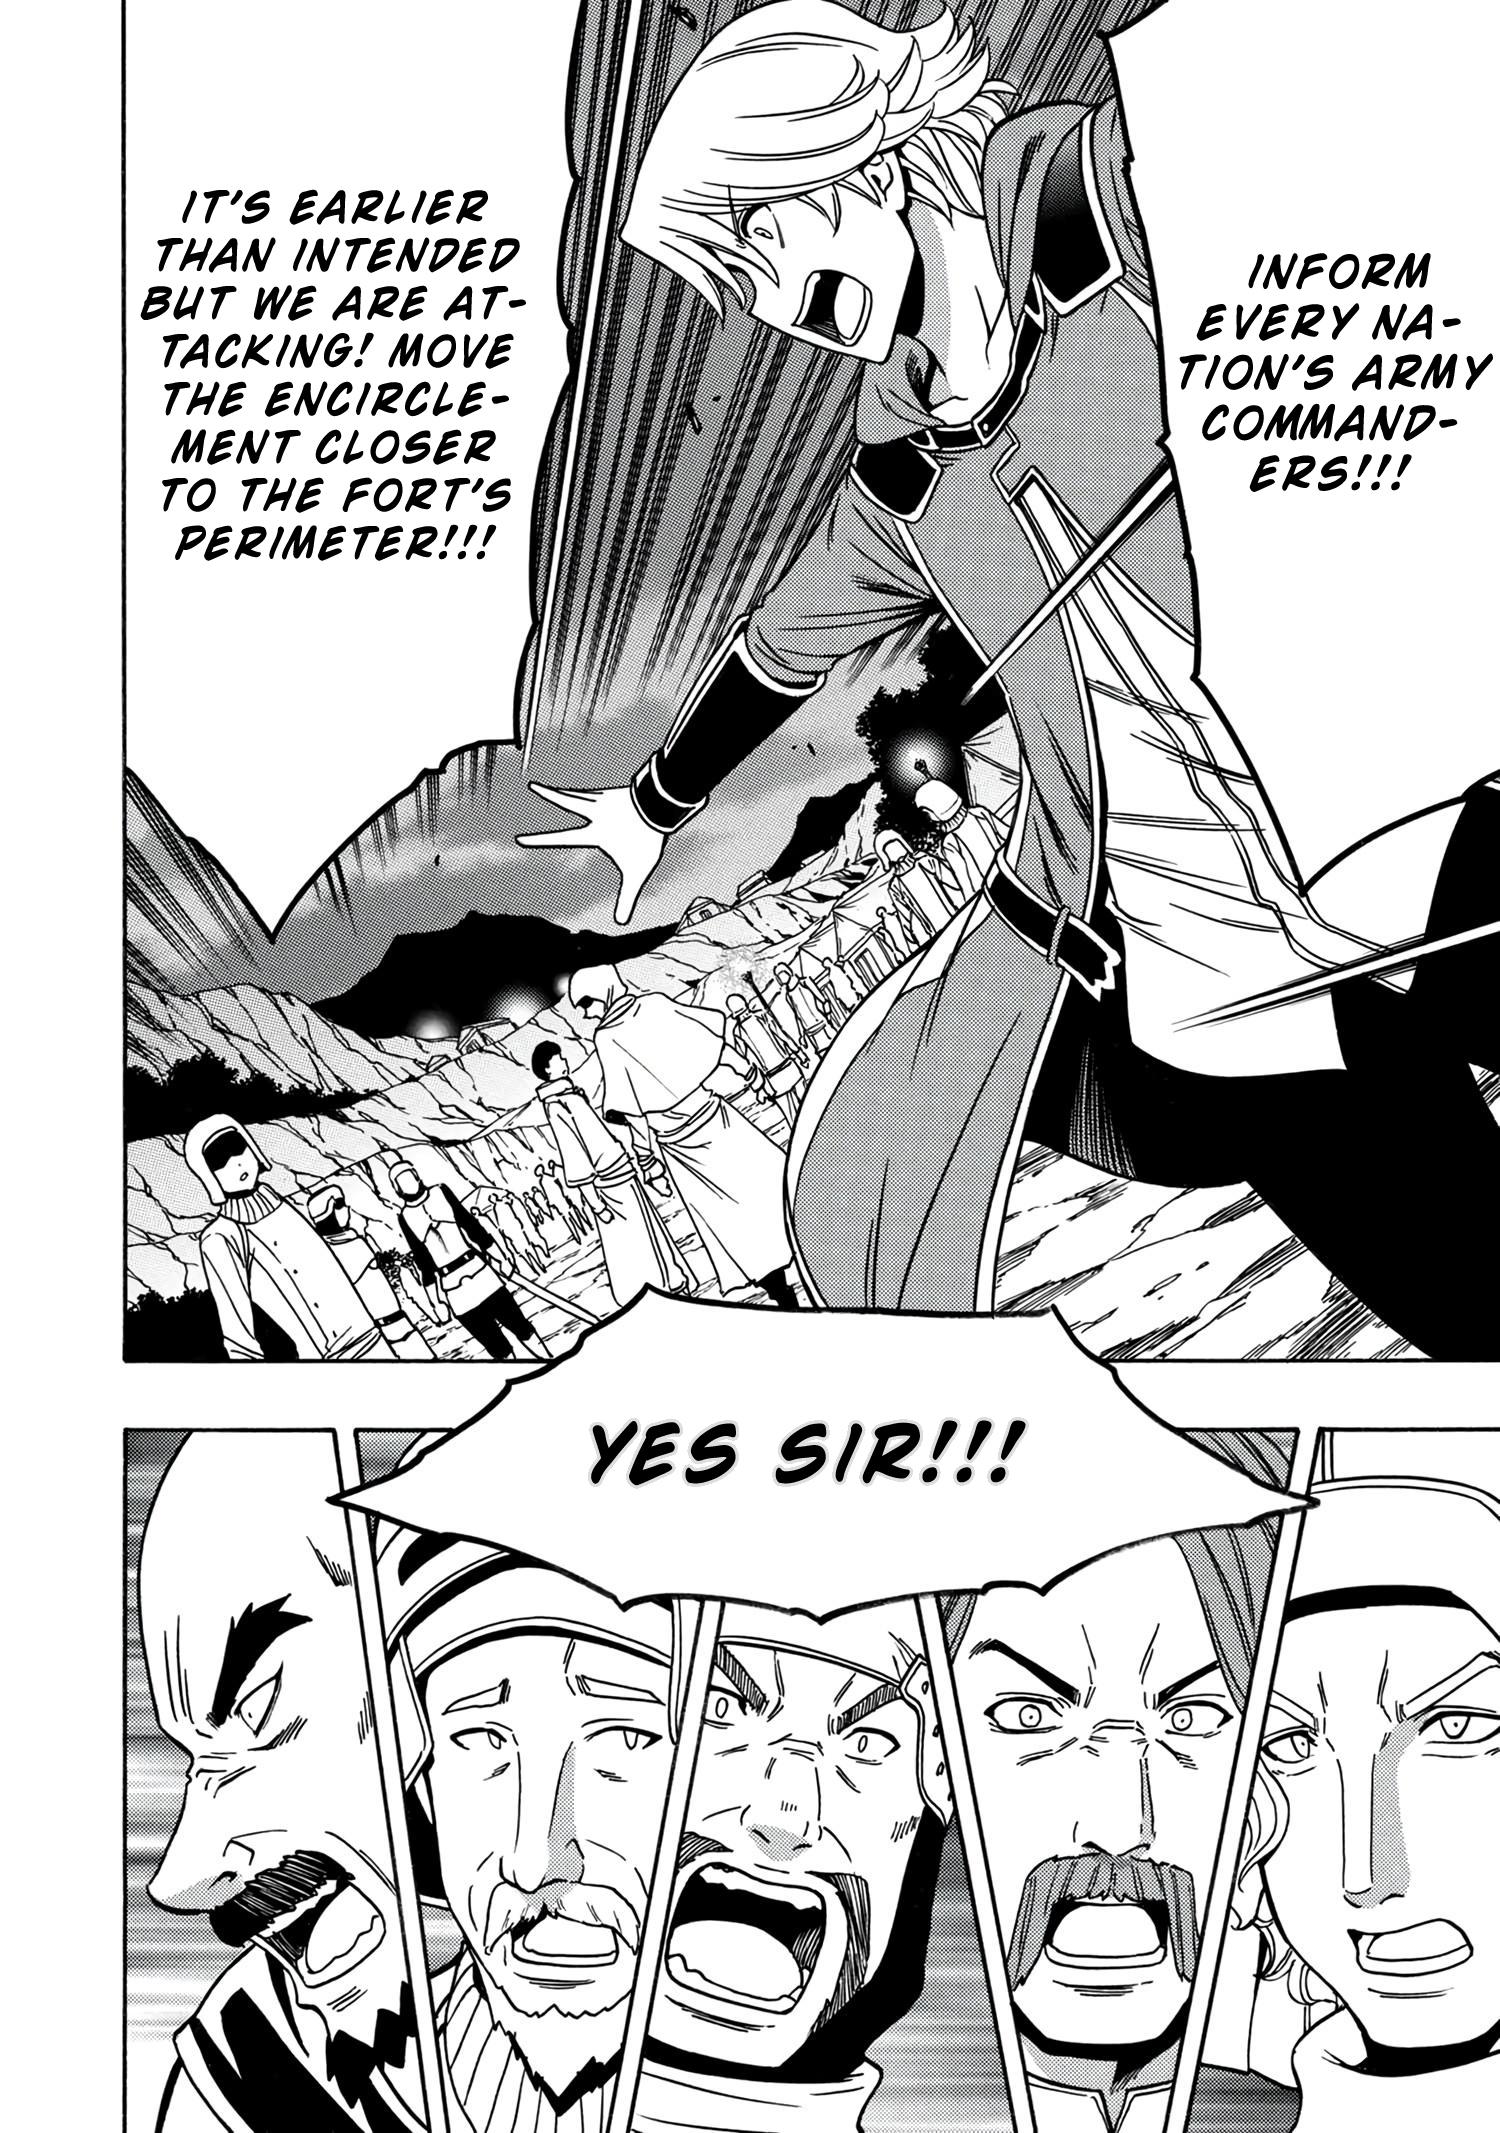 INFORM
EVERY NA-
TION'S ARMY
COMMAND-
ERS!!!
IT'S EARLIER
THAN INTENDED
BUT WE ARE AT-
TACKING! MOVE
THE ENCIRCLE-
MENT CLOSER
TO THE FORT'S
PERIMETER!!!
YES SIR!!!